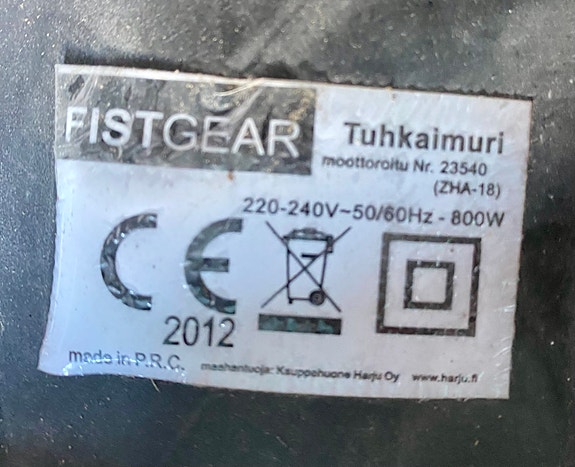 FISTGEAR
Tuhkaimuri
moottoroitu Nr. 23540
(ZHA-18)
220-240V~50/60Hz - 800W
CE
2012
made in P.R.C.
maahantuoja: Kauppahuone Harju Oy www.harju.fi